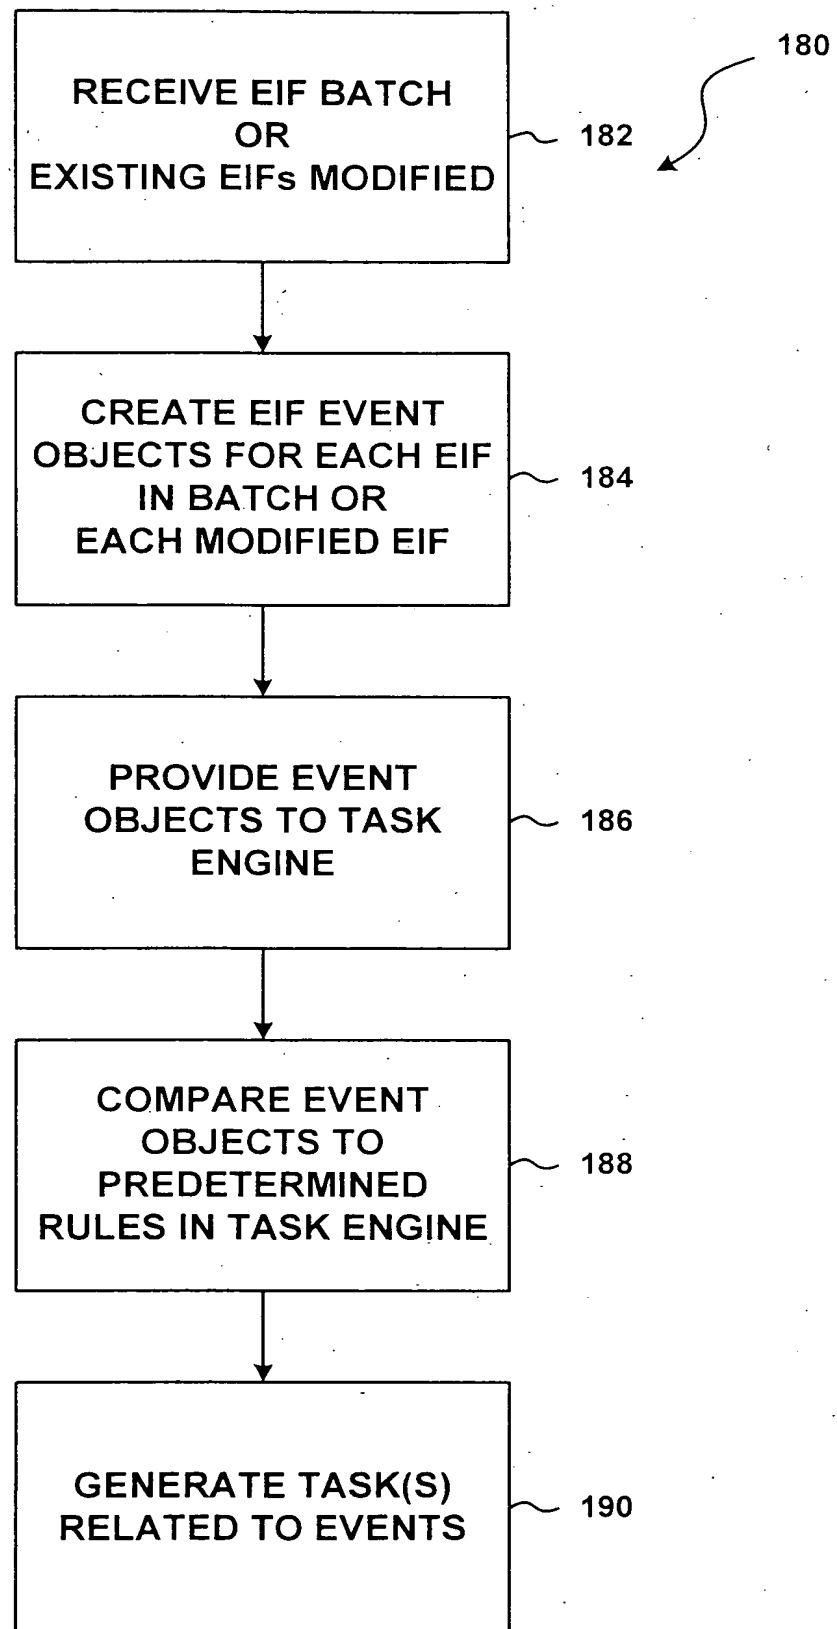 180
RECEIVE EIF BATCH
OR
EXISTING EIFs MODIFIED
182
CREATE EIF EVENT
OBJECTS FOR EACH EIF
IN BATCH OR
EACH MODIFIED EIF
184
PROVIDE EVENT
OBJECTS TO TASK
ENGINE
186
COMPARE EVENT
OBJECTS TO
PREDETERMINED
RULES IN TASK ENGINE
188
GENERATE TASK(S)
RELATED TO EVENTS
190